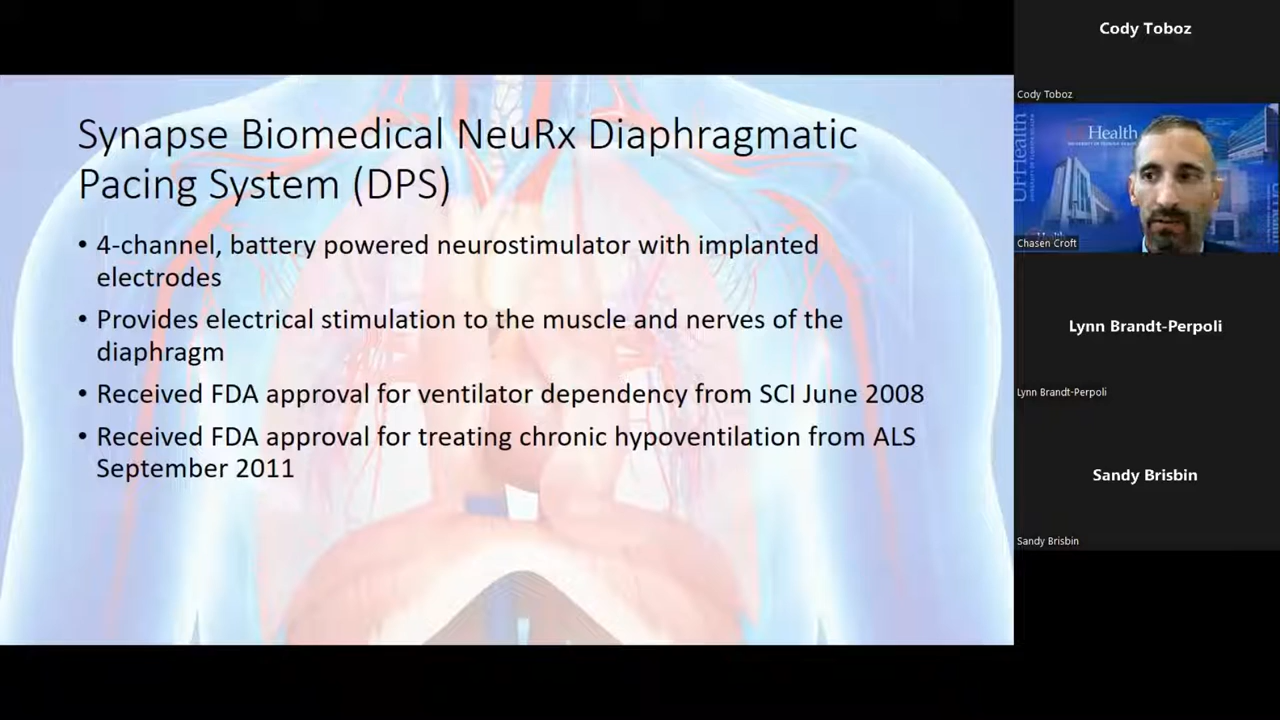 Synapse Biomedical NeuRx Diaphragmatic
Pacing System (DPS)
• 4-channel, battery powered neurostimulator with implanted
electrodes
• Provides electrical stimulation to the muscle and nerves of the
diaphragm
• Received FDA approval for ventilator dependency from SCI June 2008
• Received FDA approval for treating chronic hypoventilation from ALS
September 2011
Cody Toboz
Cody Toboz
Health
UFHealth
Chasen Croft
Lynn Brandt-Perpoli
Lynn Brandt-Perpoli
Sandy Brisbin
Sandy Brisbin